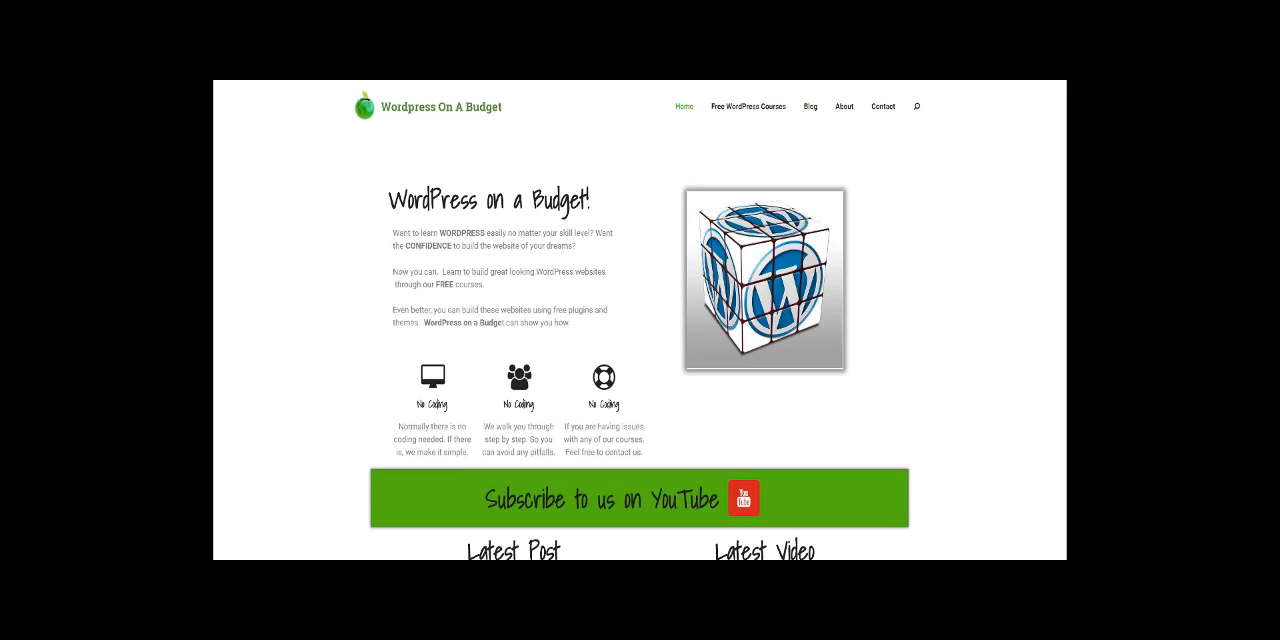 Wordpress On A Budget
Home Free WordPress Courses Blog About Contact
WordPress on a Budget!
Want to learn WORDPRESS easily no matter your skill level? Want
the CONFIDENCE to build the website of your dreams?
Now you can. Learn to build great looking WordPress websites
through our FREE courses.
Even better, you can build these websites using free plugins and
themes. WordPress on a Budget can show you how.
No Coding
Normally there is no
coding needed. If there
is, we make it simple.
No Coding
We walk you through
step by step. So you
can avoid any pitfalls.
No Coding
If you are having issues
with any of our courses.
Feel free to contact us.
Subscribe to us on YouTube
You
Tube
Latest Post
Latest Video